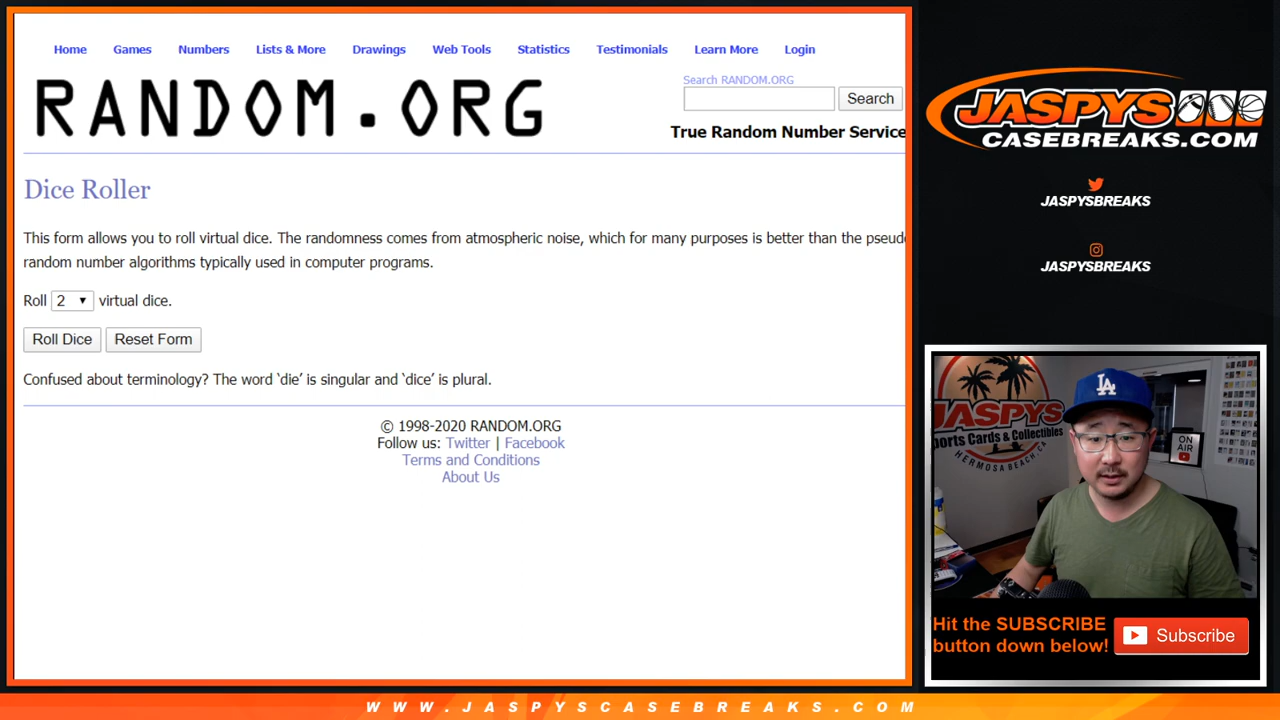 Home Games Numbers Lists & More Drawings Web Tools Statistics Testimonials Learn More Login
RANDOM.ORG
Search RANDOM.ORG
Search
True Random Number Service
Dice Roller
This form allows you to roll virtual dice. The randomness comes from atmospheric noise, which for many purposes is better than the pseudo
random number algorithms typically used in computer programs.
Roll 2 virtual dice.
Roll Dice Reset Form
Confused about terminology? The word ‘die’ is singular and ‘dice’ is plural.
© 1998-2020 RANDOM.ORG
Follow us: Twitter | Facebook
Terms and Conditions
About Us
JASPYS
CASEBREAKS.COM
JASPYSBREAKS
JASPYSBREAKS
JASPYS
Sports Cards & Collectibles
HERMOSA BEACH, CA
LA
ON
AIR
Hit the SUBSCRIBE
button down below!
Subscribe
WWW.JASPYSCASEBREAKS.COM